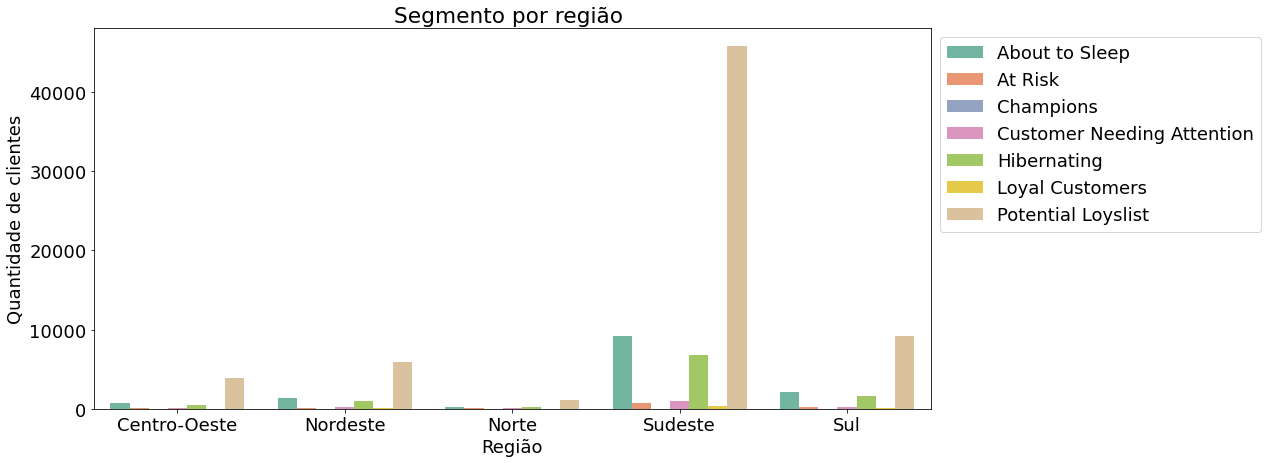 Segmento por região
Quantidade de clientes
40000
30000
20000
10000
0
Centro-Oeste
Nordeste
Norte
Sudeste
Sul
Região
About to Sleep
At Risk
Champions
Customer Needing Attention
Hibernating
Loyal Customers
Potential Loyslist